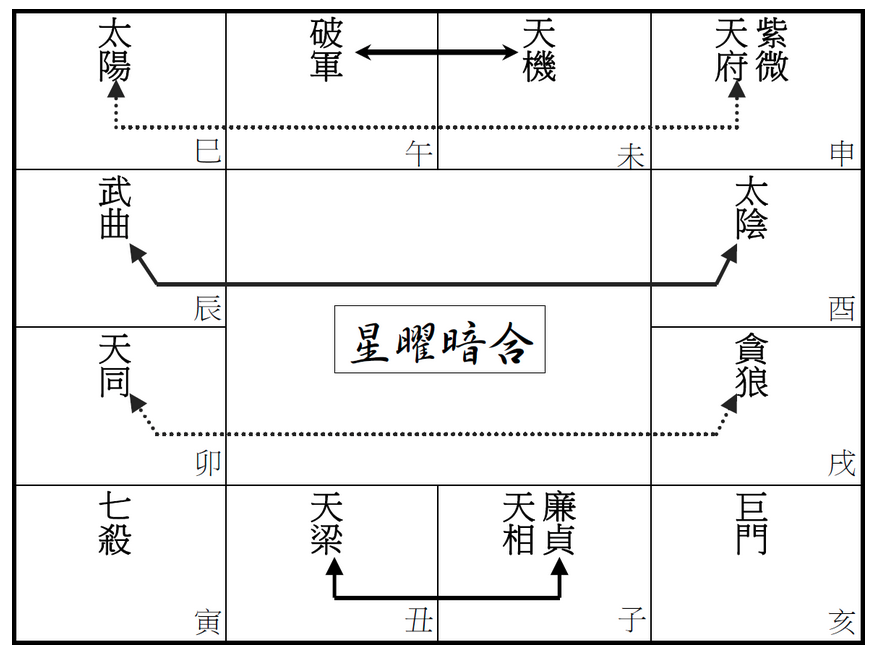 太陽
巳
破軍
午
天機
未
紫微
天府
申
武曲
辰
太陰
酉
星曜暗合
天同
卯
貪狼
戌
七殺
寅
天梁
丑
廉貞
天相
子
巨門
亥